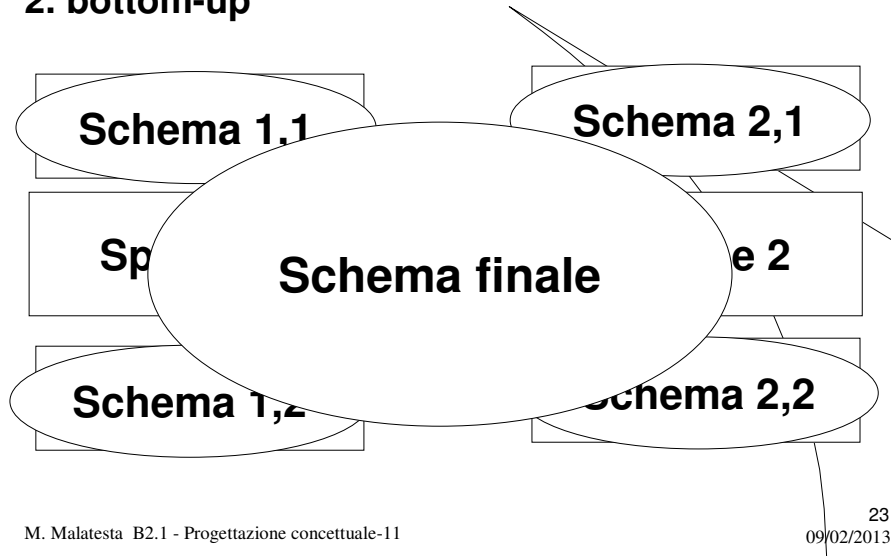 2. bottom-up
Schema 1,1
Schema 2,1
Sp
Schema finale
e 2
Schema 1,2
Schema 2,2
M. Malatesta B2.1 - Progettazione concettuale-11
23
09/02/2013